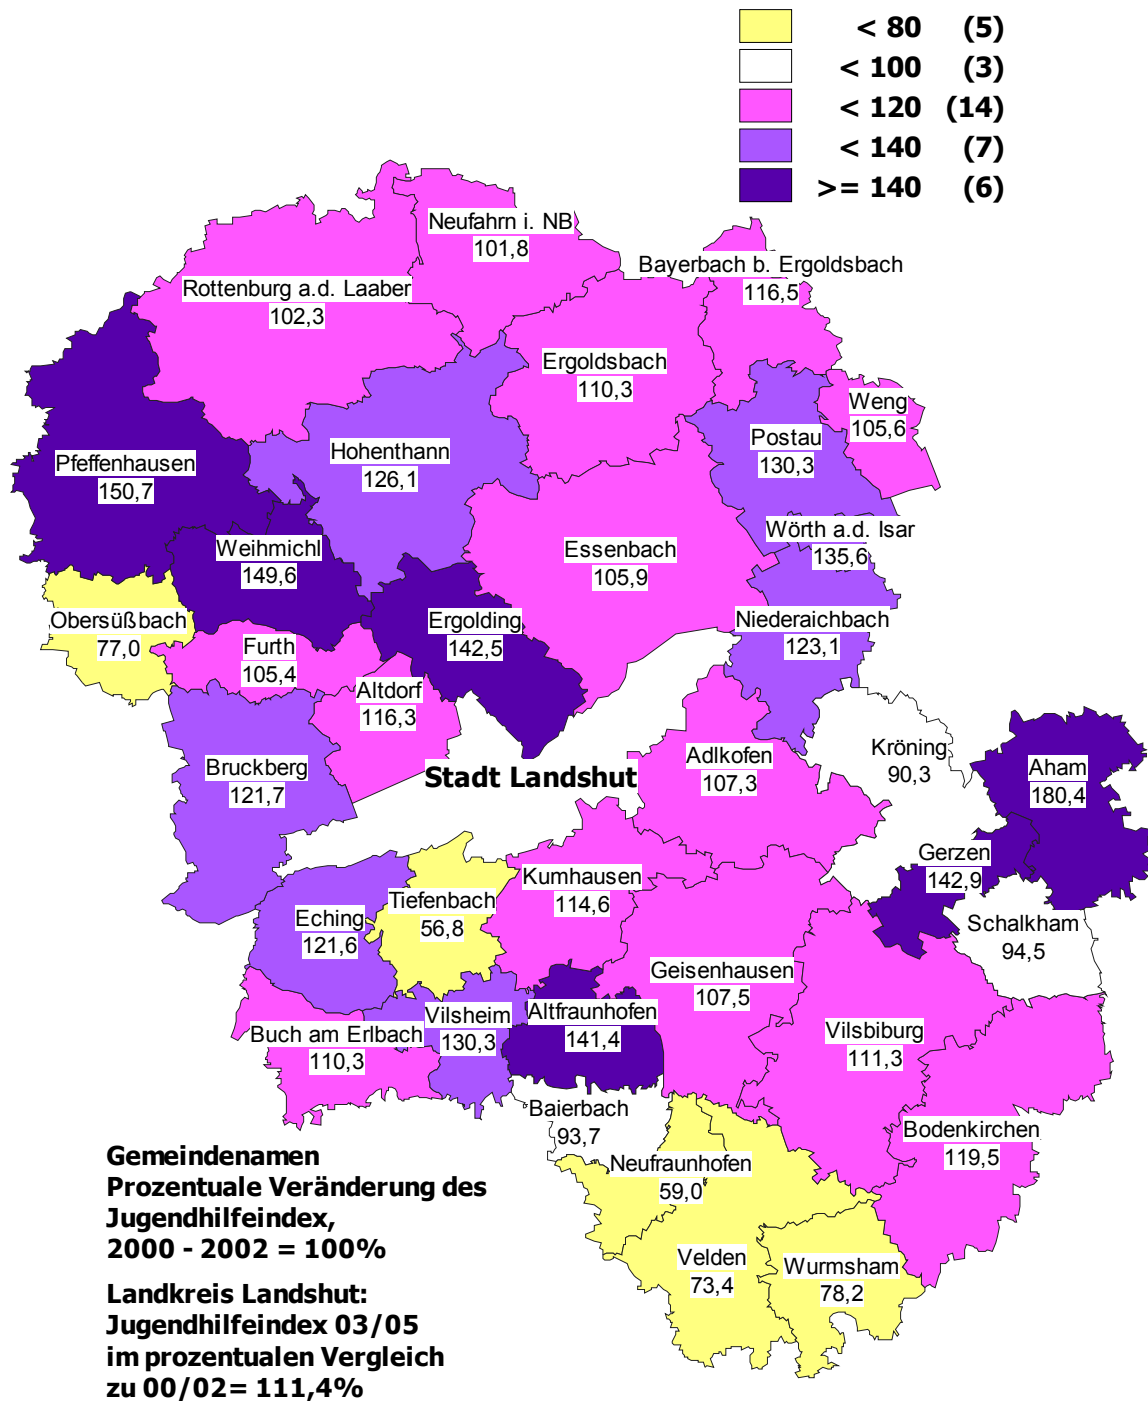 < 80 (5)
< 100 (3)
< 120 (14)
< 140 (7)
>= 140 (6)
Neufahrn i. NB
101,8
Bayerbach b. Ergoldsbach
116,5
Rottenburg a.d. Laaber
102,3
Ergoldsbach
110,3
Weng
105,6
Postau
130,3
Hohenthann
126,1
Pfeffenhausen
150,7
Wörth a.d. Isar
135,6
Weihmichl
149,6
Essenbach
105,9
Obersüßbach
77,0
Ergolding
142,5
Niederaichbach
123,1
Furth
105,4
Altdorf
116,3
Kröning
90,3
Adlkofen
107,3
Bruckberg
121,7
Stadt Landshut
Aham
180,4
Gerzen
142,9
Kumhausen
114,6
Tiefenbach
56,8
Eching
121,6
Schalkham
94,5
Geisenhausen
107,5
Vilsheim
130,3
Altfraunhofen
141,4
Buch am Erlbach
110,3
Vilsbiburg
111,3
Baierbach
93,7
Bodenkirchen
119,5
Neufraunhofen
59,0
Velden
73,4
Wurmsham
78,2
Gemeindenamen
Prozentuale Veränderung des
Jugendhilfeindex,
2000 - 2002 = 100%
Landkreis Landshut:
Jugendhilfeindex 03/05
im prozentualen Vergleich
zu 00/02= 111,4%